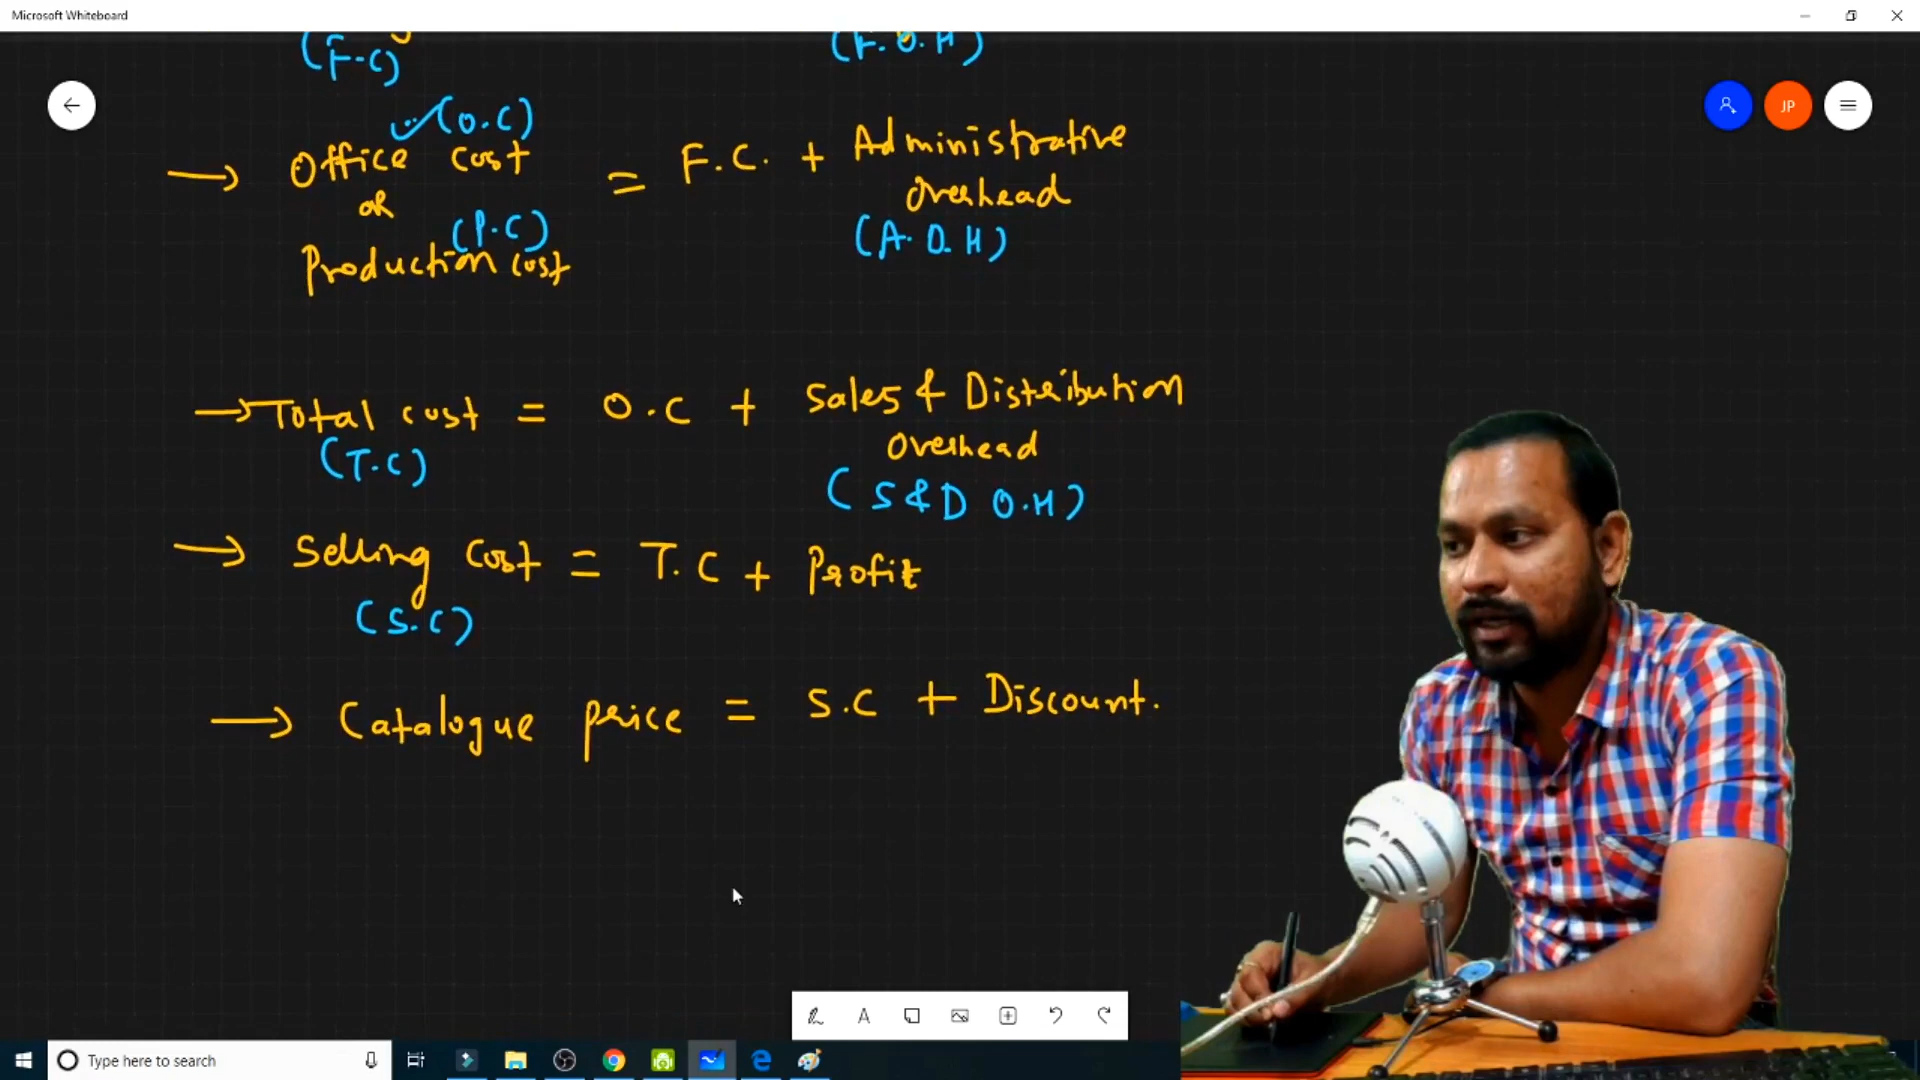 Microsoft Whiteboard
(F.C)
(F.O.H)
(O.C)
→ Office cost = F.C. + Administrative
or
overhead
(P.C)
(A.O.H)
Production cost
→ Total cost = O.C + Sales & Distribution
Overhead
(T.C)
(S & D O.H)
→ Selling cost = T.C + Profit
(S.C)
→ Catalogue price = S.C + Discount.
JP
Type here to search